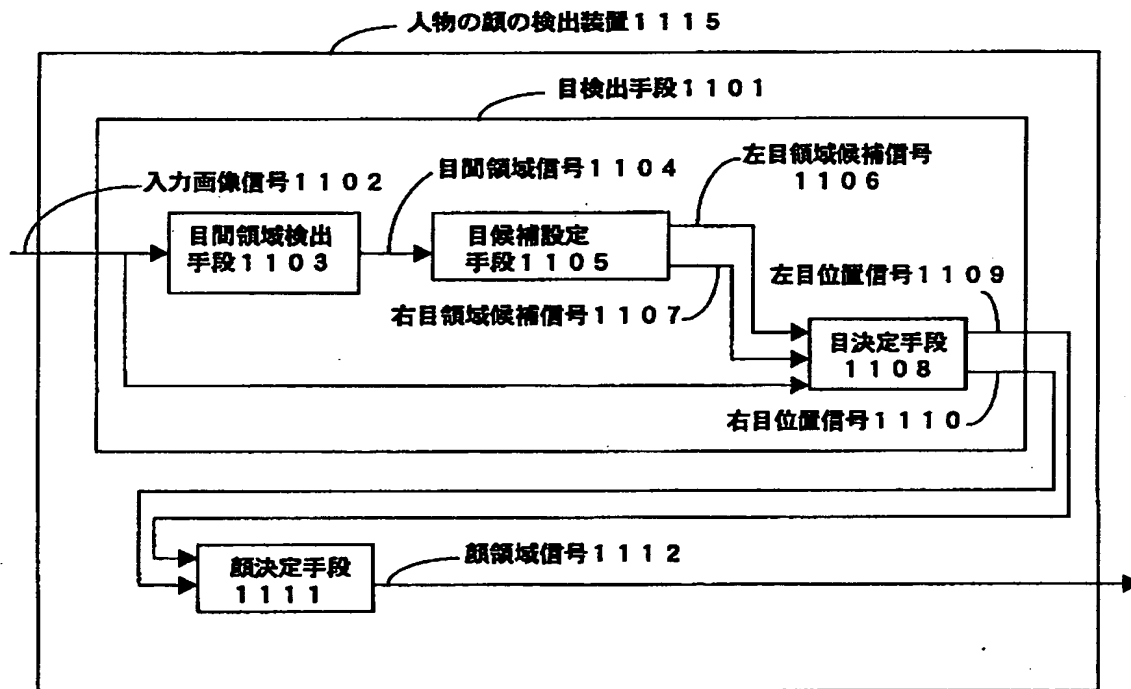 人物の顔の検出装置１１１５
目検出手段１１０１
入力画像信号１１０２
目間領域信号１１０４
左目領域候補信号
１１０６
目間領域検出
手段１１０３
目候補設定
手段１１０５
右目領域候補信号１１０７
左目位置信号１１０９
目決定手段
１１０８
右目位置信号１１１０
顔決定手段
１１１１
顔領域信号１１１２